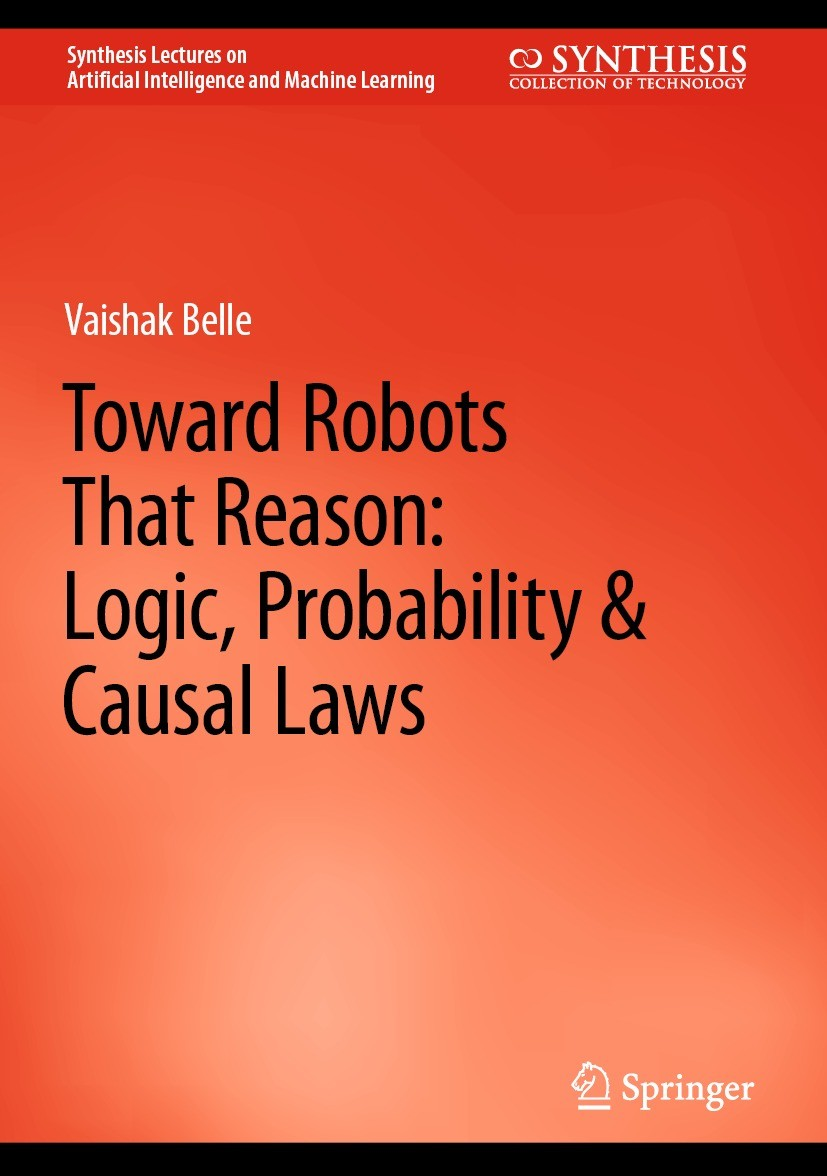 Synthesis Lectures on
Artificial Intelligence and Machine Learning
SYNTHESIS
COLLECTION OF TECHNOLOGY
Vaishak Belle
Toward Robots
That Reason:
Logic, Probability &
Causal Laws
Springer